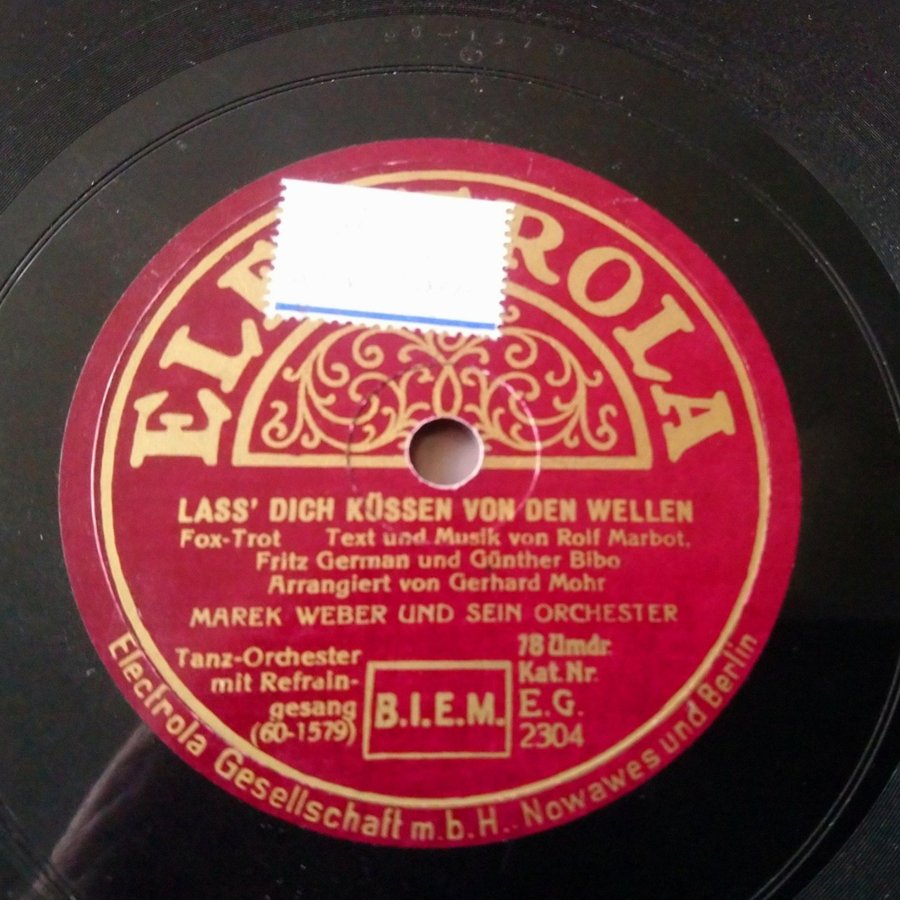 60-1579
ELECTROLA
LASS' DICH KÜSSEN VON DEN WELLEN
Fox-Trot Text und Musik von Rolf Marbot,
Fritz German und Günther Bibo
Arrangiert von Gerhard Mohr
MAREK WEBER UND SEIN ORCHESTER
Tanz-Orchester
mit Refrain-
gesang
(60-1579)
B.I.E.M.
78 Umdr.
Kat. Nr.
E.G.
2304
Electrola Gesellschaft m.b.H. Nowawes und Berlin